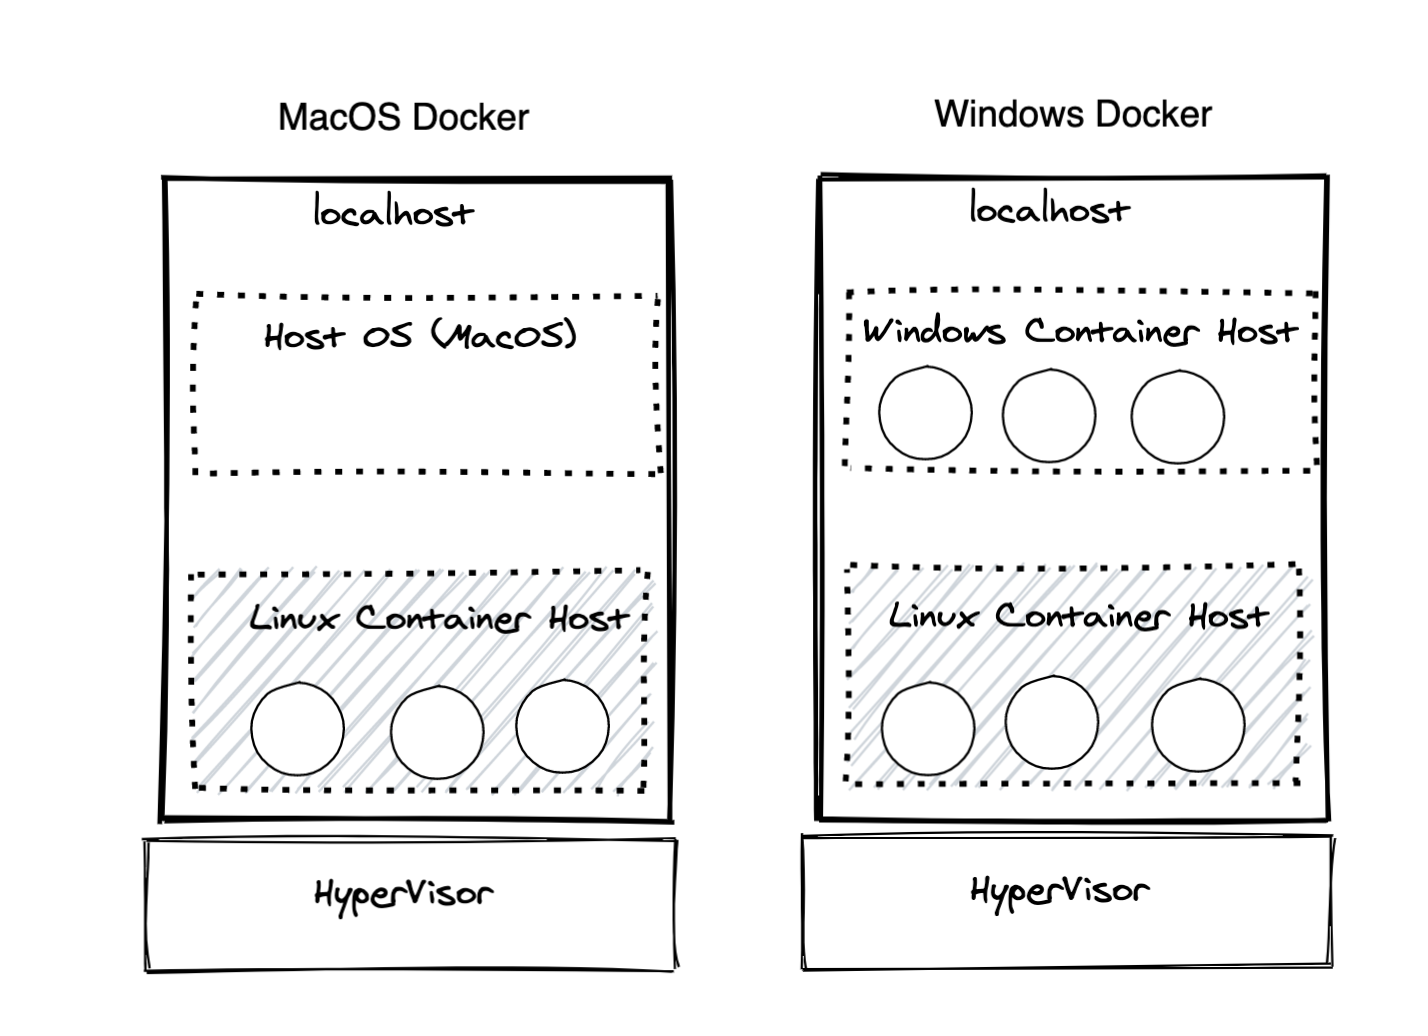 MacOS Docker
localhost
Host OS (MacOS)
Linux Container Host
HyperVisor
Windows Docker
localhost
Windows Container Host
Linux Container Host
HyperVisor